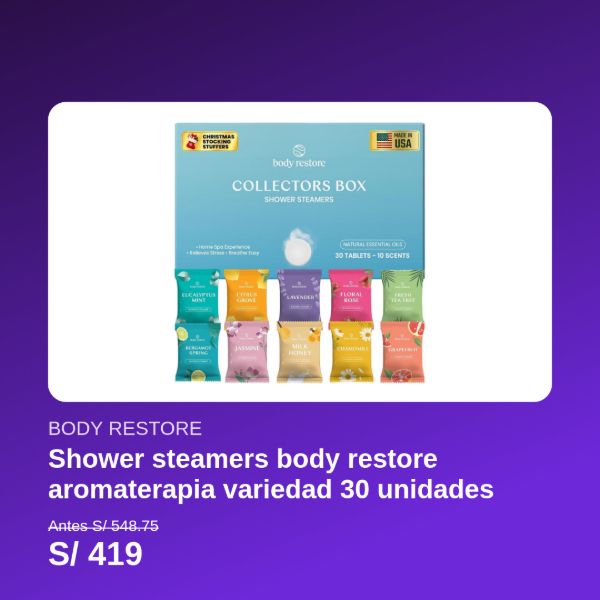 CHRISTMAS
STOCKING
STUFFERS
MADE IN
USA
body restore
COLLECTORS BOX
SHOWER STEAMERS
• Home Spa Experience
• Relieves Stress • Breathe Easy
NATURAL ESSENTIAL OILS
30 TABLETS - 10 SCENTS
EUCALYPTUS
MINT
CITRUS
GROVE
LAVENDER
FLORAL
ROSE
FRESH
TEA TREE
BERGAMOT
SPRING
JASMINE
MILK
HONEY
CHAMOMILE
GRAPEFRUIT
BODY RESTORE
Shower steamers body restore
aromaterapia variedad 30 unidades
Antes S/ 548.75
S/ 419